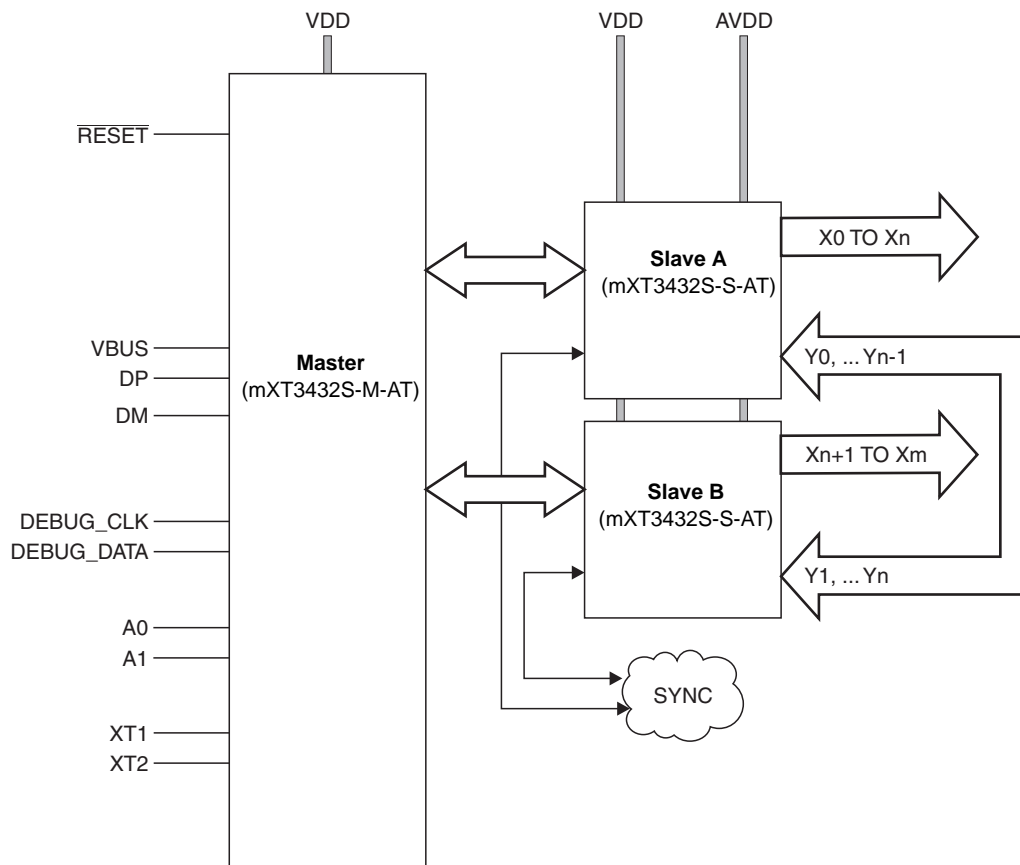 VDD
VDD
AVDD
RESET
X0 TO Xn
Slave A
(mXT3432S-S-AT)
VBUS
DP
DM
Master
(mXT3432S-M-AT)
Y0, ... Yn-1
Xn+1 TO Xm
Slave B
(mXT3432S-S-AT)
DEBUG_CLK
DEBUG_DATA
Y1, ... Yn
A0
A1
SYNC
XT1
XT2